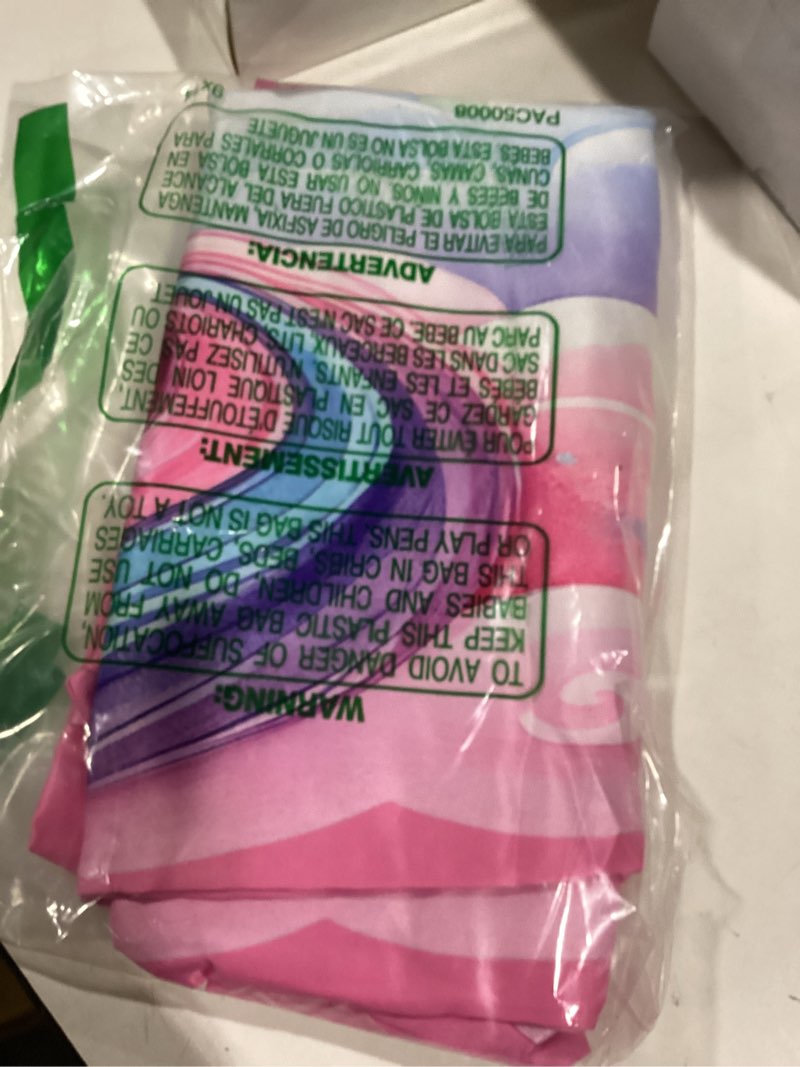 WARNING:
TO AVOID DANGER OF SUFFOCATION,
KEEP THIS PLASTIC BAG AWAY FROM
BABIES AND CHILDREN. DO NOT USE
THIS BAG IN CRIBS, BEDS, CARRIAGES
OR PLAY PENS. THIS BAG IS NOT A TOY.
AVERTISSEMENT:
POUR ÉVITER TOUT RISQUE D'ÉTOUFFEMENT,
GARDEZ CE SAC EN PLASTIQUE LOIN DES
BÉBÉS ET LES ENFANTS. N'UTILISEZ PAS CE
SAC DANS LES BERCEAUX, LITS, CHARIOTS OU
PARC AU BEBE. CE SAC N'EST PAS UN JOUET
ADVERTENCIA:
PARA EVITAR EL PELIGRO DE ASFIXIA, MANTENGA
ESTA BOLSA DE PLASTICO FUERA DEL ALCANCE
DE BEBES Y NINOS. NO USAR ESTA BOLSA EN
CUNAS, CAMAS, CARRIOLAS O CORRALES PARA
BEBES. ESTA BOLSA NO ES UN JUGUETE
PAC50008